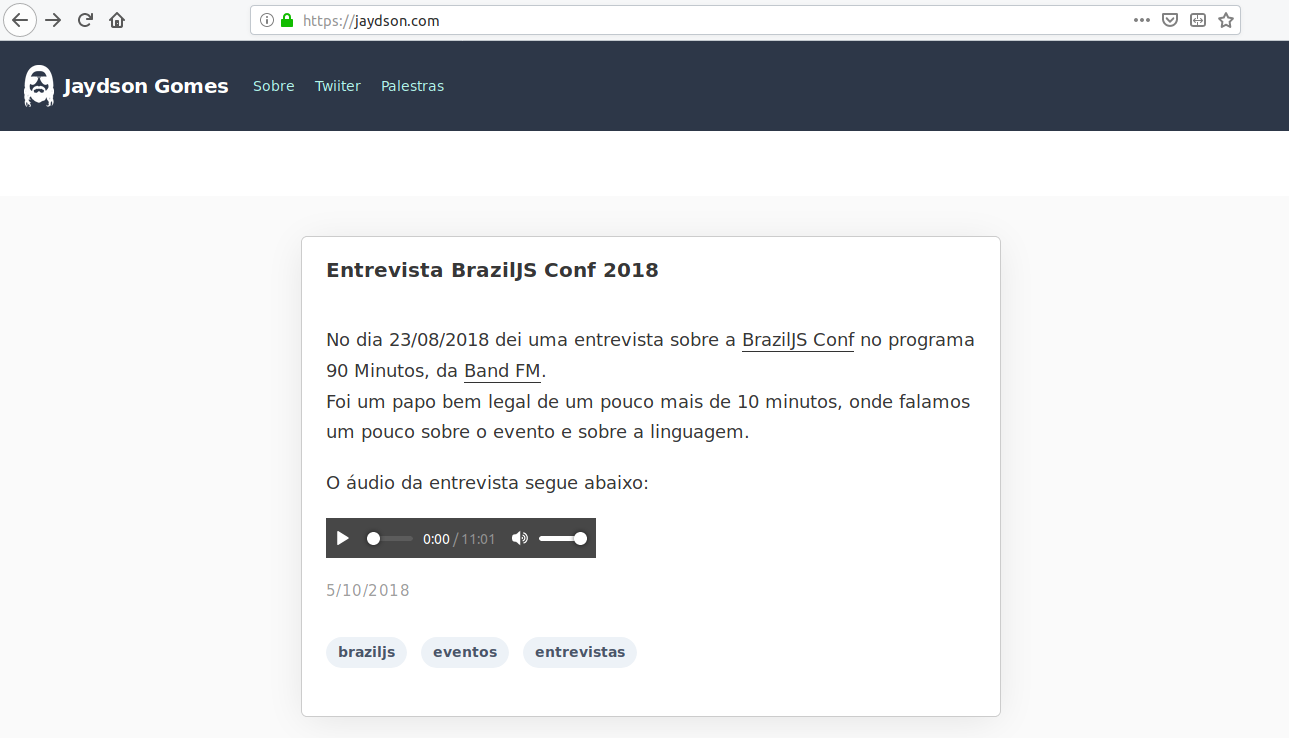 https://jaydson.com
Jaydson Gomes Sobre Twiiter Palestras
Entrevista BrazilJS Conf 2018
No dia 23/08/2018 dei uma entrevista sobre a BrazilJS Conf no programa
90 Minutos, da Band FM.
Foi um papo bem legal de um pouco mais de 10 minutos, onde falamos
um pouco sobre o evento e sobre a linguagem.
O áudio da entrevista segue abaixo:
0:00 / 11:01
5/10/2018
braziljs eventos entrevistas